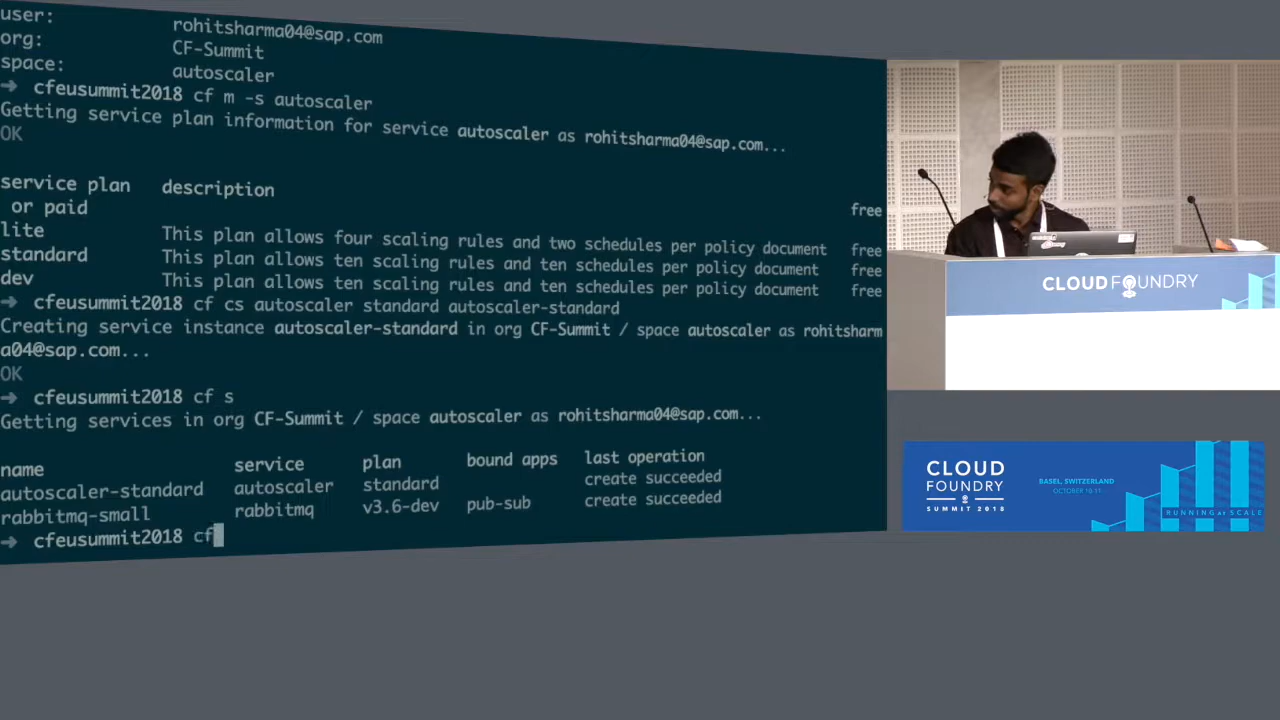 user: rohitsharma04@sap.com
org: CF-Summit
space: autoscaler
➜ cfeusummit2018 cf m -s autoscaler
Getting service plan information for service autoscaler as rohitsharma04@sap.com...
OK
service plan description free
or paid
lite This plan allows four scaling rules and two schedules per policy document free
standard This plan allows ten scaling rules and ten schedules per policy document free
dev This plan allows ten scaling rules and ten schedules per policy document free
➜ cfeusummit2018 cf cs autoscaler standard autoscaler-standard
Creating service instance autoscaler-standard in org CF-Summit / space autoscaler as rohitsharm
a04@sap.com...
OK
➜ cfeusummit2018 cf s
Getting services in org CF-Summit / space autoscaler as rohitsharma04@sap.com...
name service plan bound apps last operation
autoscaler-standard autoscaler standard create succeeded
rabbitmq-small rabbitmq v3.6-dev pub-sub create succeeded
➜ cfeusummit2018 cf
CLOUD FOUNDRY
CLOUD
FOUNDRY
SUMMIT 2018
BASEL, SWITZERLAND
OCTOBER 10-11
RUNNING at SCALE